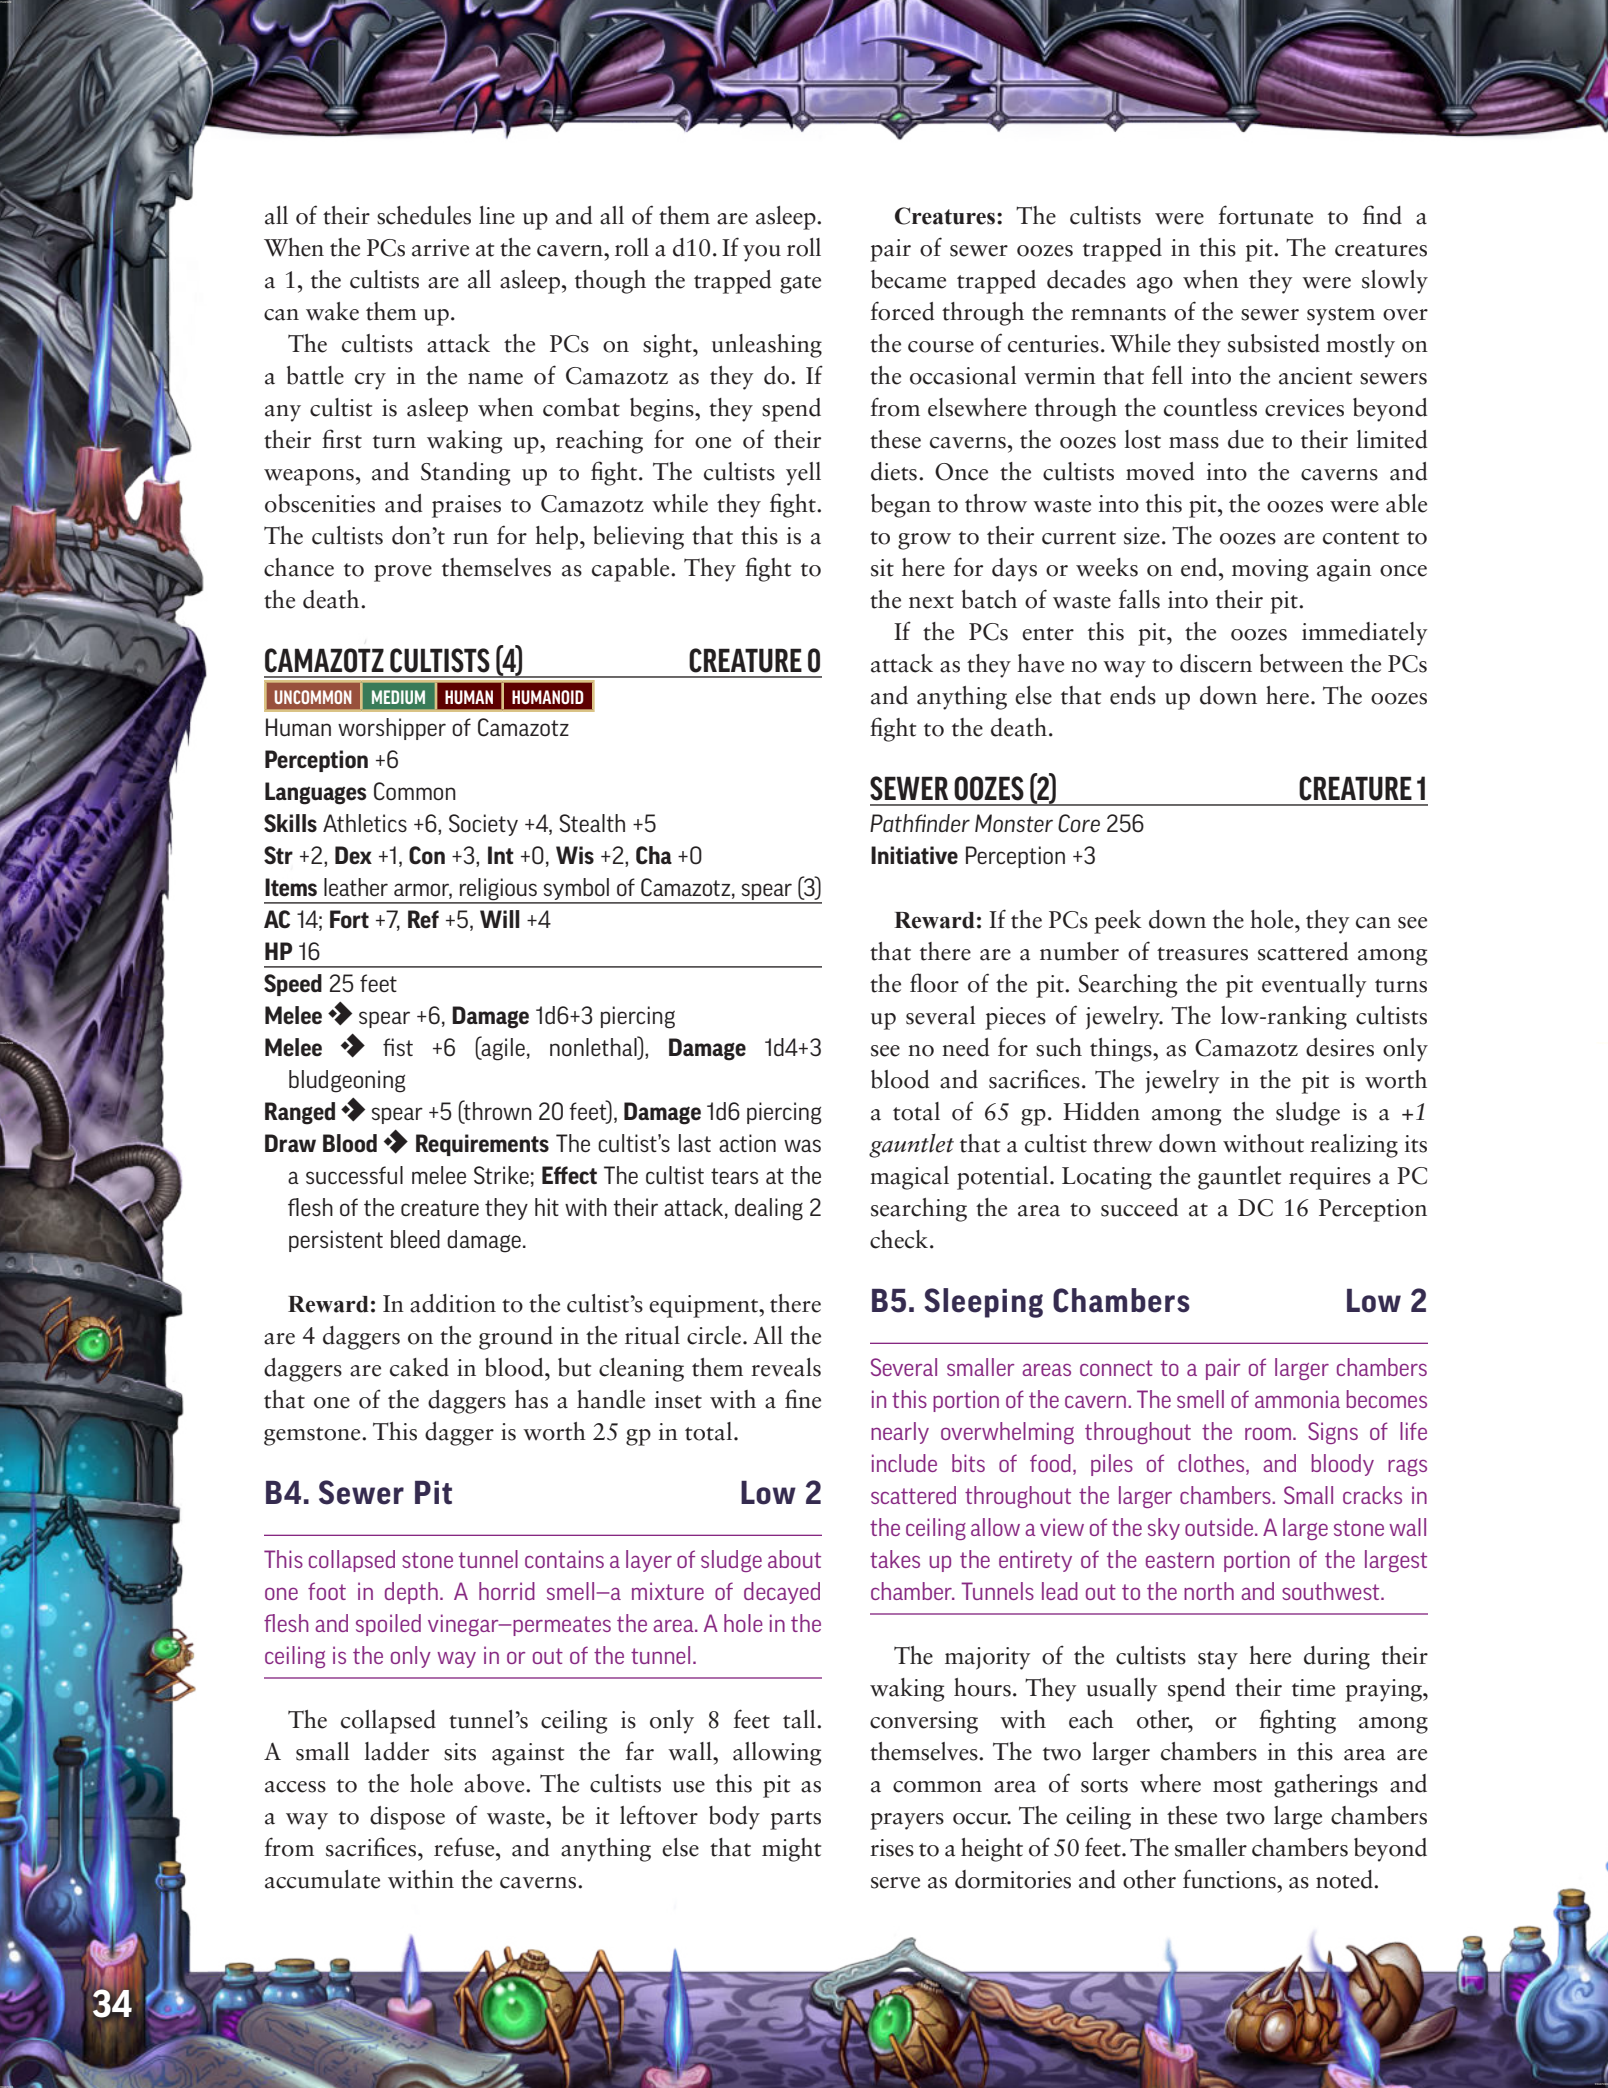 all of their schedules line up and all of them are asleep.
When the PCs arrive at the cavern, roll a d10. If you roll
a 1, the cultists are all asleep, though the trapped gate
can wake them up.
The cultists attack the PCs on sight, unleashing
a battle cry in the name of Camazotz as they do. If
any cultist is asleep when combat begins, they spend
their first turn waking up, reaching for one of their
weapons, and Standing up to fight. The cultists yell
obscenities and praises to Camazotz while they fight.
The cultists don't run for help, believing that this is a
chance to prove themselves as capable. They fight to
the death.
CAMAZOTZ CULTISTS (4) CREATURE 0
UNCOMMON MEDIUM HUMAN HUMANOID
Human worshipper of Camazotz
Perception +6
Languages Common
Skills Athletics +6, Society +4, Stealth +5
Str +2, Dex +1, Con +3, Int +0, Wis +2, Cha +0
Items leather armor, religious symbol of Camazotz, spear (3)
AC 14; Fort +7, Ref +5, Will +4
HP 16
Speed 25 feet
Melee spear +6, Damage 1d6+3 piercing
Melee fist +6 (agile, nonlethal), Damage 1d4+3
bludgeoning
Ranged spear +5 (thrown 20 feet), Damage 1d6 piercing
Draw Blood Requirements The cultist's last action was
a successful melee Strike; Effect The cultist tears at the
flesh of the creature they hit with their attack, dealing 2
persistent bleed damage.
Reward: In addition to the cultist's equipment, there
are 4 daggers on the ground in the ritual circle. All the
daggers are caked in blood, but cleaning them reveals
that one of the daggers has a handle inset with a fine
gemstone. This dagger is worth 25 gp in total.
B4. Sewer Pit Low 2
This collapsed stone tunnel contains a layer of sludge about
one foot in depth. A horrid smell—a mixture of decayed
flesh and spoiled vinegar—permeates the area. A hole in the
ceiling is the only way in or out of the tunnel.
The collapsed tunnel's ceiling is only 8 feet tall.
A small ladder sits against the far wall, allowing
access to the hole above. The cultists use this pit as
a way to dispose of waste, be it leftover body parts
from sacrifices, refuse, and anything else that might
accumulate within the caverns.
Creatures: The cultists were fortunate to find a
pair of sewer oozes trapped in this pit. The creatures
became trapped decades ago when they were slowly
forced through the remnants of the sewer system over
the course of centuries. While they subsisted mostly on
the occasional vermin that fell into the ancient sewers
from elsewhere through the countless crevices beyond
these caverns, the oozes lost mass due to their limited
diets. Once the cultists moved into the caverns and
began to throw waste into this pit, the oozes were able
to grow to their current size. The oozes are content to
sit here for days or weeks on end, moving again once
the next batch of waste falls into their pit.
If the PCs enter this pit, the oozes immediately
attack as they have no way to discern between the PCs
and anything else that ends up down here. The oozes
fight to the death.
SEWER OOZES (2) CREATURE 1
Pathfinder Monster Core 256
Initiative Perception +3
Reward: If the PCs peek down the hole, they can see
that there are a number of treasures scattered among
the floor of the pit. Searching the pit eventually turns
up several pieces of jewelry. The low-ranking cultists
see no need for such things, as Camazotz desires only
blood and sacrifices. The jewelry in the pit is worth
a total of 65 gp. Hidden among the sludge is a +1
gauntlet that a cultist threw down without realizing its
magical potential. Locating the gauntlet requires a PC
searching the area to succeed at a DC 16 Perception
check.
B5. Sleeping Chambers Low 2
Several smaller areas connect to a pair of larger chambers
in this portion of the cavern. The smell of ammonia becomes
nearly overwhelming throughout the room. Signs of life
include bits of food, piles of clothes, and bloody rags
scattered throughout the larger chambers. Small cracks in
the ceiling allow a view of the sky outside. A large stone wall
takes up the entirety of the eastern portion of the largest
chamber. Tunnels lead out to the north and southwest.
The majority of the cultists stay here during their
waking hours. They usually spend their time praying,
conversing with each other, or fighting among
themselves. The two larger chambers in this area are
a common area of sorts where most gatherings and
prayers occur. The ceiling in these two large chambers
rises to a height of 50 feet. The smaller chambers beyond
serve as dormitories and other functions, as noted.
34